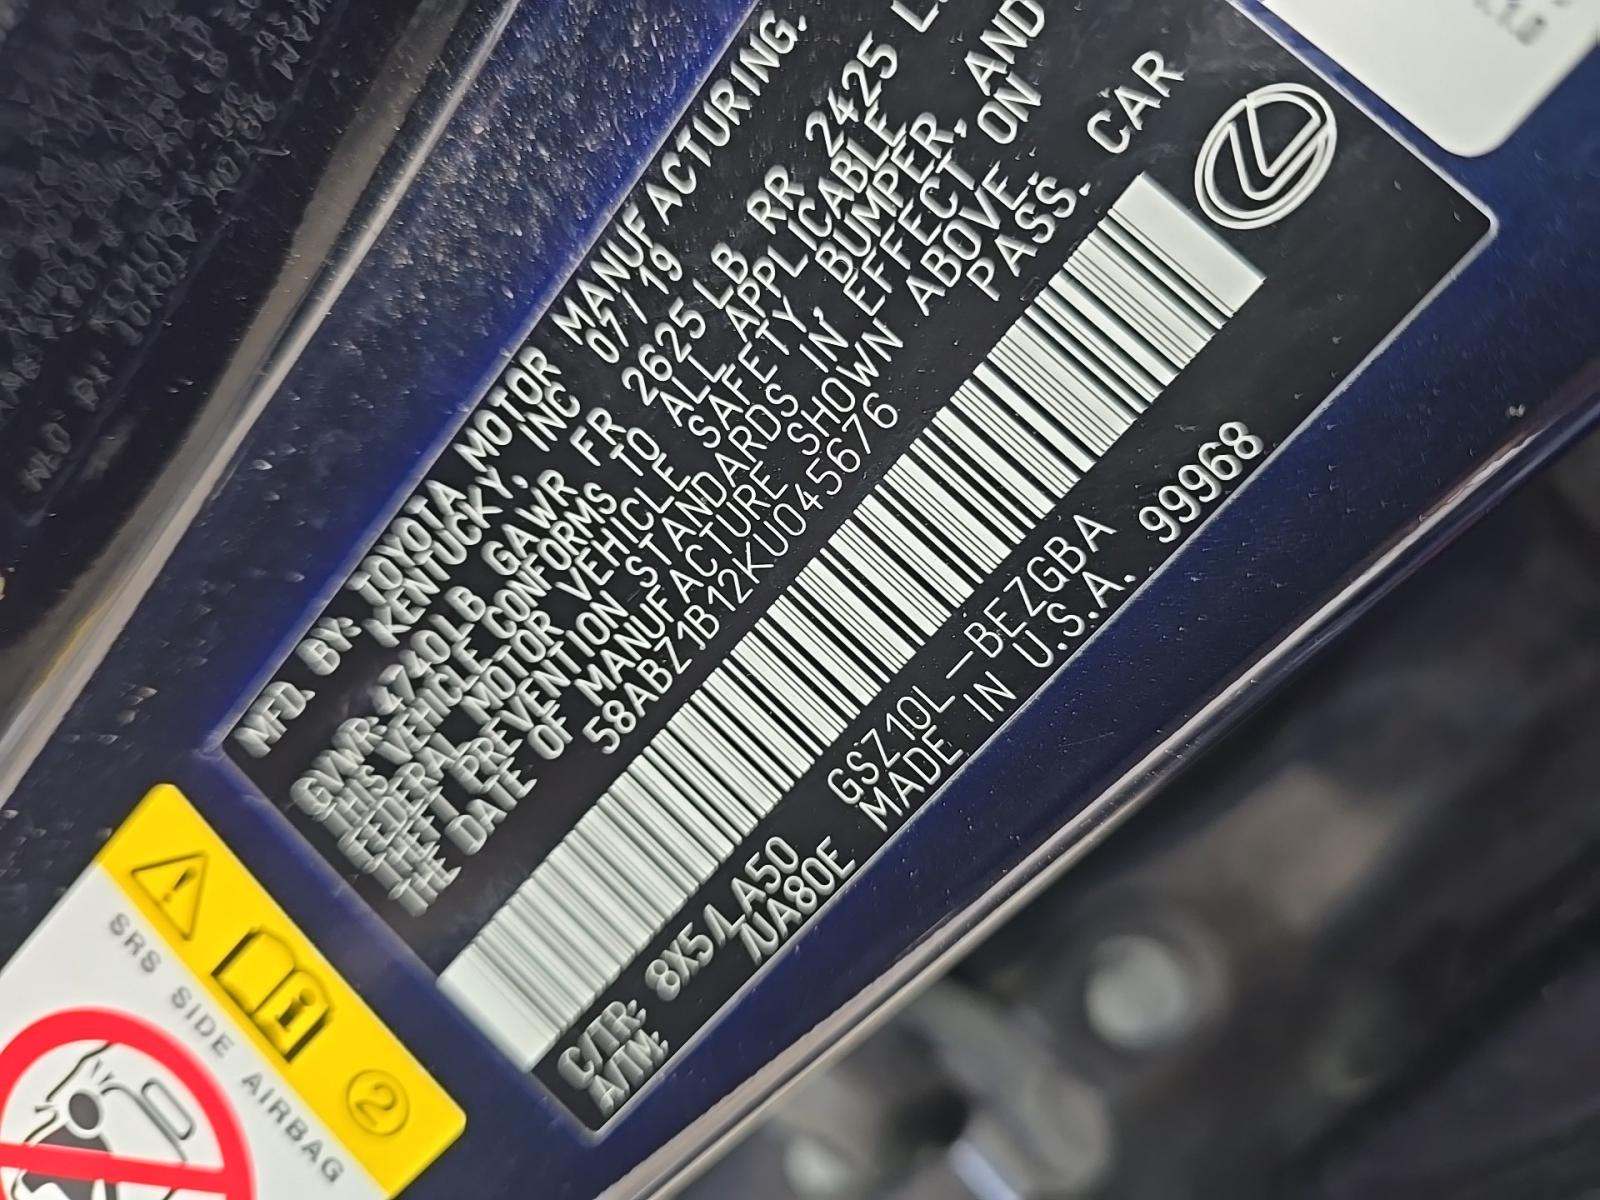 MFD. BY: TOYOTA MOTOR MANUFACTURING,
KENTUCKY, INC 07/19
GVWR: 4740LB GAWR FR 2625 LB RR 2425 L
THIS VEHICLE CONFORMS TO ALL APPLICABLE
FEDERAL MOTOR VEHICLE SAFETY, BUMPER, AND
THEFT PREVENTION STANDARDS IN EFFECT ON
THE DATE OF MANUFACTURE SHOWN ABOVE.
58ABZ1B12KU045676 PASS. CAR
C/TR: 8X5/LA50 GSZ10L-BEZGBA
A/TM: /UA80E MADE IN U.S.A. 99968
SRS SIDE AIRBAG
2